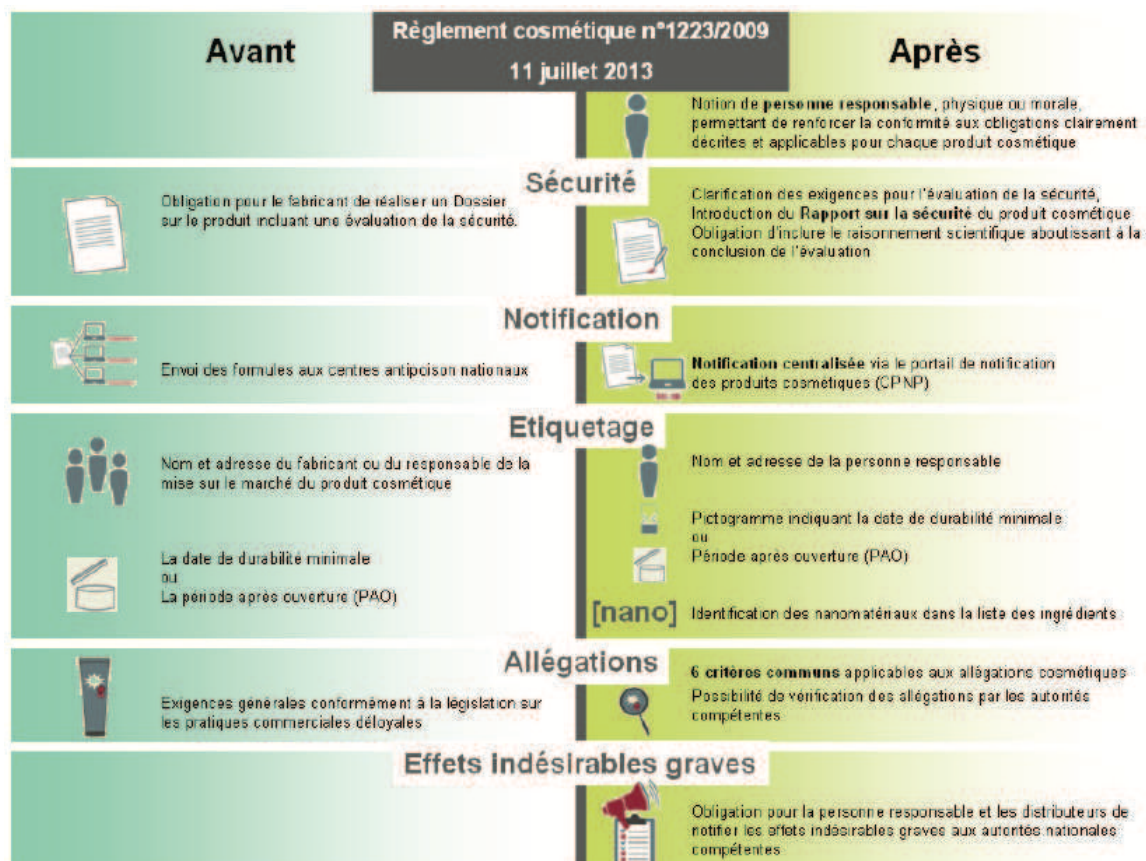 Avant
Règlement cosmétique n°1223/2009
11 juillet 2013
Après
Notion de personne responsable, physique ou morale,
permettant de renforcer la conformité aux obligations clairement
décrites et applicables pour chaque produit cosmétique
Sécurité
Obligation pour le fabricant de réaliser un Dossier
sur le produit incluant une évaluation de la sécurité.
Clarification des exigences pour l'évaluation de la sécurité,
Introduction du Rapport sur la sécurité du produit cosmétique
Obligation d'inclure le raisonnement scientifique aboutissant à la
conclusion de l'évaluation
Notification
Envoi des formules aux centres antipoison nationaux
Notification centralisée via le portail de notification
des produits cosmétiques (CPNP)
Etiquetage
Nom et adresse du fabricant ou du responsable de la
mise sur le marché du produit cosmétique
Nom et adresse de la personne responsable
La date de durabilité minimale
ou
La période après ouverture (PAO)
Pictogramme indiquant la date de durabilité minimale
ou
Période après ouverture (PAO)
[nano]
Identification des nanomatériaux dans la liste des ingrédients
Allégations
Exigences générales conformément à la législation sur
les pratiques commerciales déloyales
6 critères communs applicables aux allégations cosmétiques
Possibilité de vérification des allégations par les autorités
compétentes
Effets indésirables graves
Obligation pour la personne responsable et les distributeurs de
notifier les effets indésirables graves aux autorités nationales
compétentes